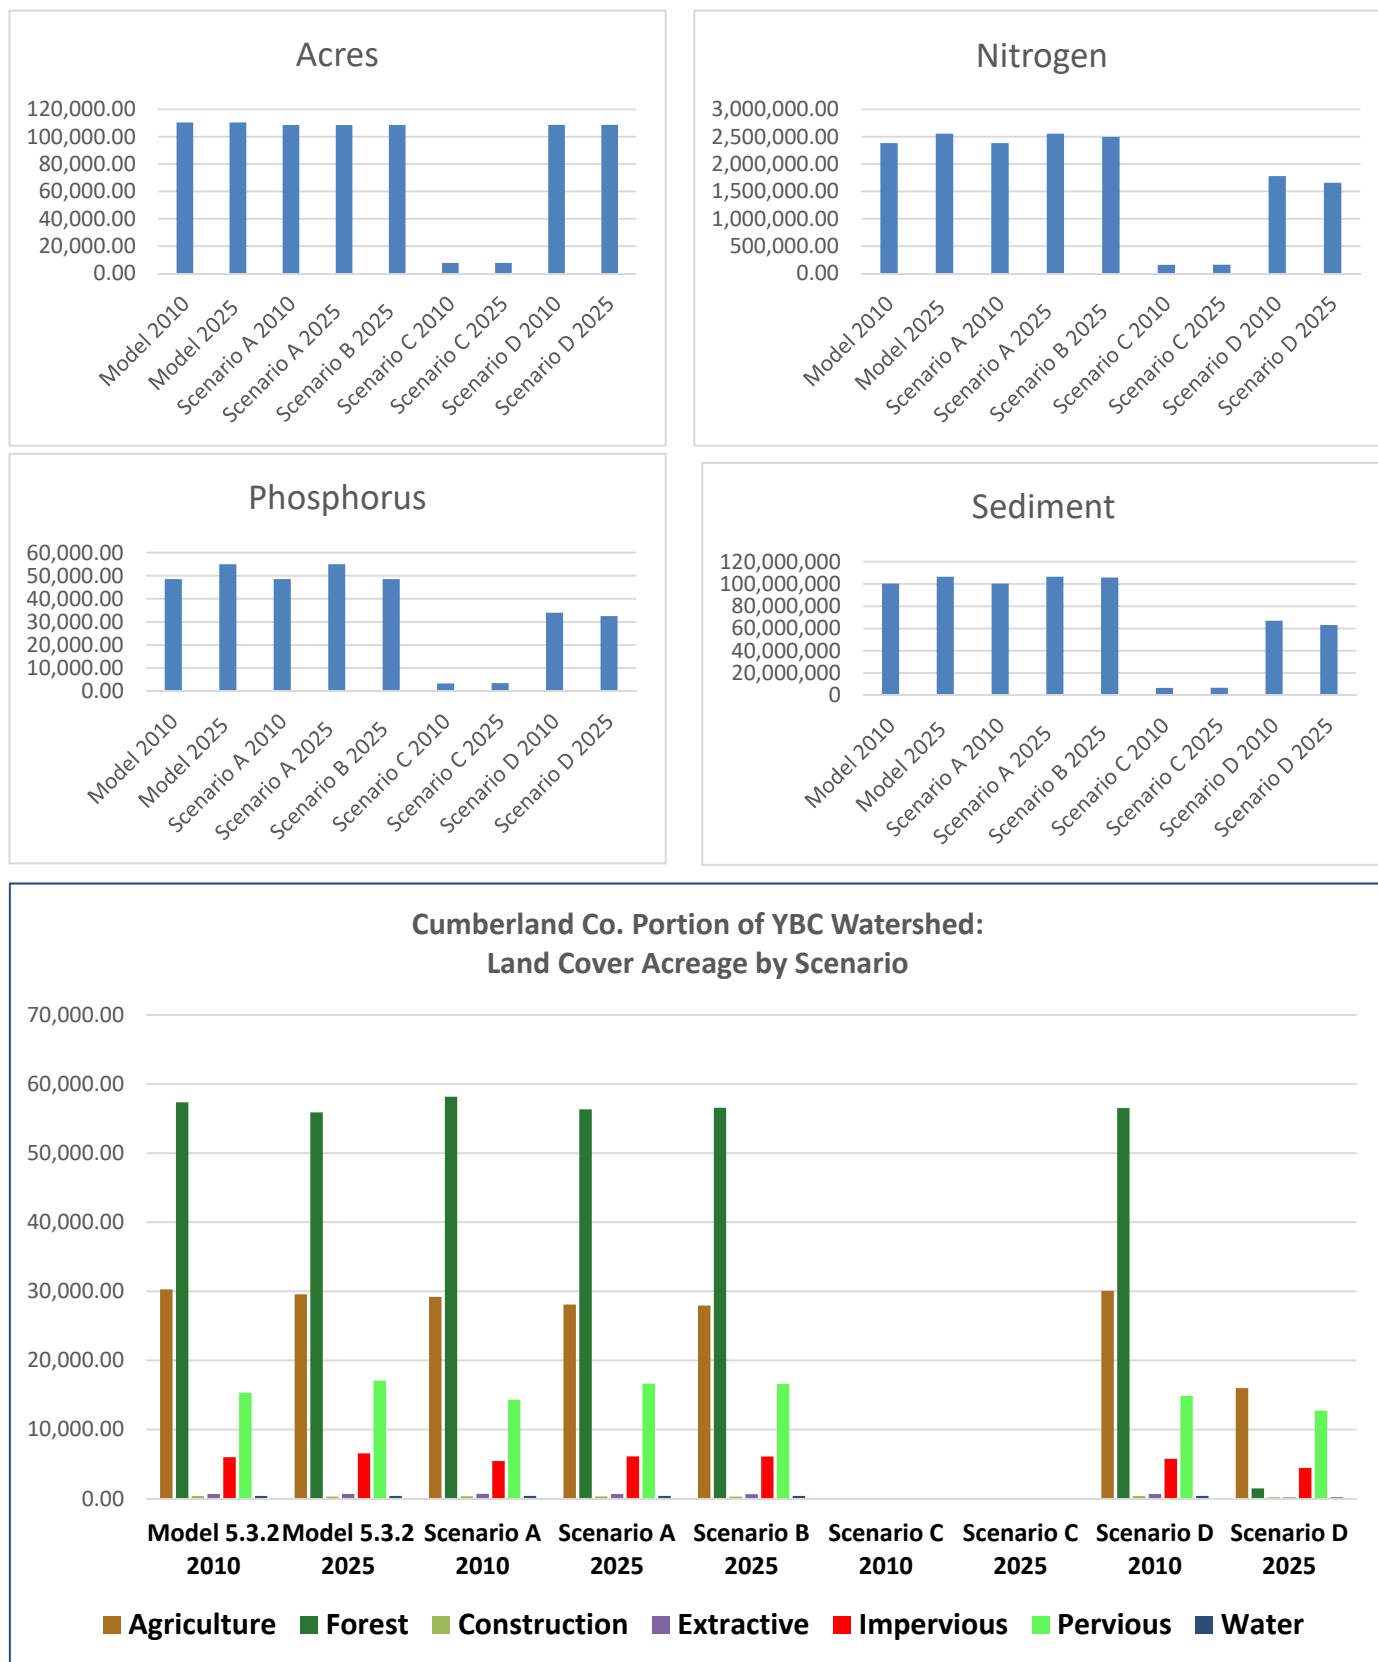 Acres
120,000.00
100,000.00
80,000.00
60,000.00
40,000.00
20,000.00
0.00
Model 2010
Model 2025
Scenario A 2010
Scenario A 2025
Scenario B 2025
Scenario C 2010
Scenario C 2025
Scenario D 2010
Scenario D 2025
Nitrogen
3,000,000.00
2,500,000.00
2,000,000.00
1,500,000.00
1,000,000.00
500,000.00
0.00
Model 2010
Model 2025
Scenario A 2010
Scenario A 2025
Scenario B 2025
Scenario C 2010
Scenario C 2025
Scenario D 2010
Scenario D 2025
Phosphorus
60,000.00
50,000.00
40,000.00
30,000.00
20,000.00
10,000.00
0.00
Model 2010
Model 2025
Scenario A 2010
Scenario A 2025
Scenario B 2025
Scenario C 2010
Scenario C 2025
Scenario D 2010
Scenario D 2025
Sediment
120,000,000
100,000,000
80,000,000
60,000,000
40,000,000
20,000,000
0
Model 2010
Model 2025
Scenario A 2010
Scenario A 2025
Scenario B 2025
Scenario C 2010
Scenario C 2025
Scenario D 2010
Scenario D 2025
Cumberland Co. Portion of YBC Watershed:
Land Cover Acreage by Scenario
70,000.00
60,000.00
50,000.00
40,000.00
30,000.00
20,000.00
10,000.00
0.00
Model 5.3.2 Model 5.3.2 Scenario A Scenario A Scenario B Scenario C Scenario C Scenario D Scenario D
2010 2025 2010 2025 2025 2010 2025 2010 2025
Agriculture Forest Construction Extractive Impervious Pervious Water